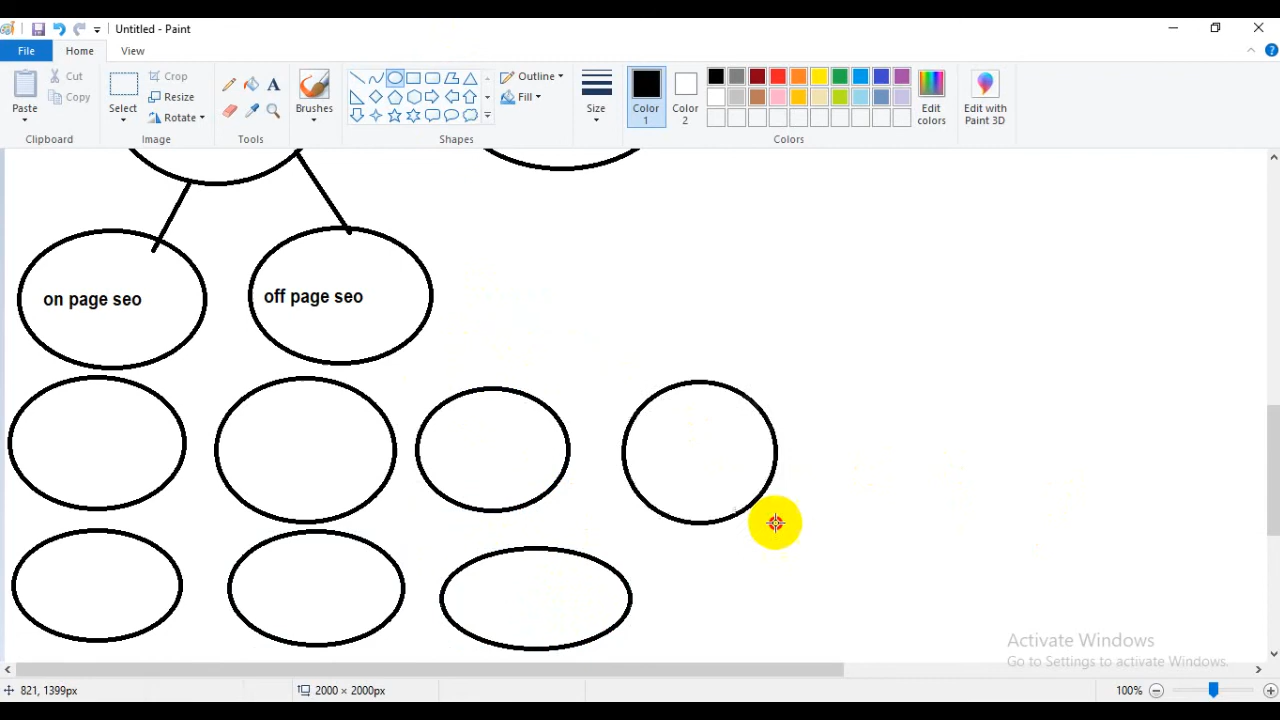 Untitled - Paint
File Home View
Paste
Cut
Copy
Clipboard
Select
Crop
Resize
Rotate
Image
A
Tools
Brushes
Outline
Fill
Shapes
Size
Color
1
Color
2
Edit
colors
Colors
Edit with
Paint 3D
on page seo
off page seo
Activate Windows
Go to Settings to activate Windows.
821, 1399px
2000 × 2000px
100%